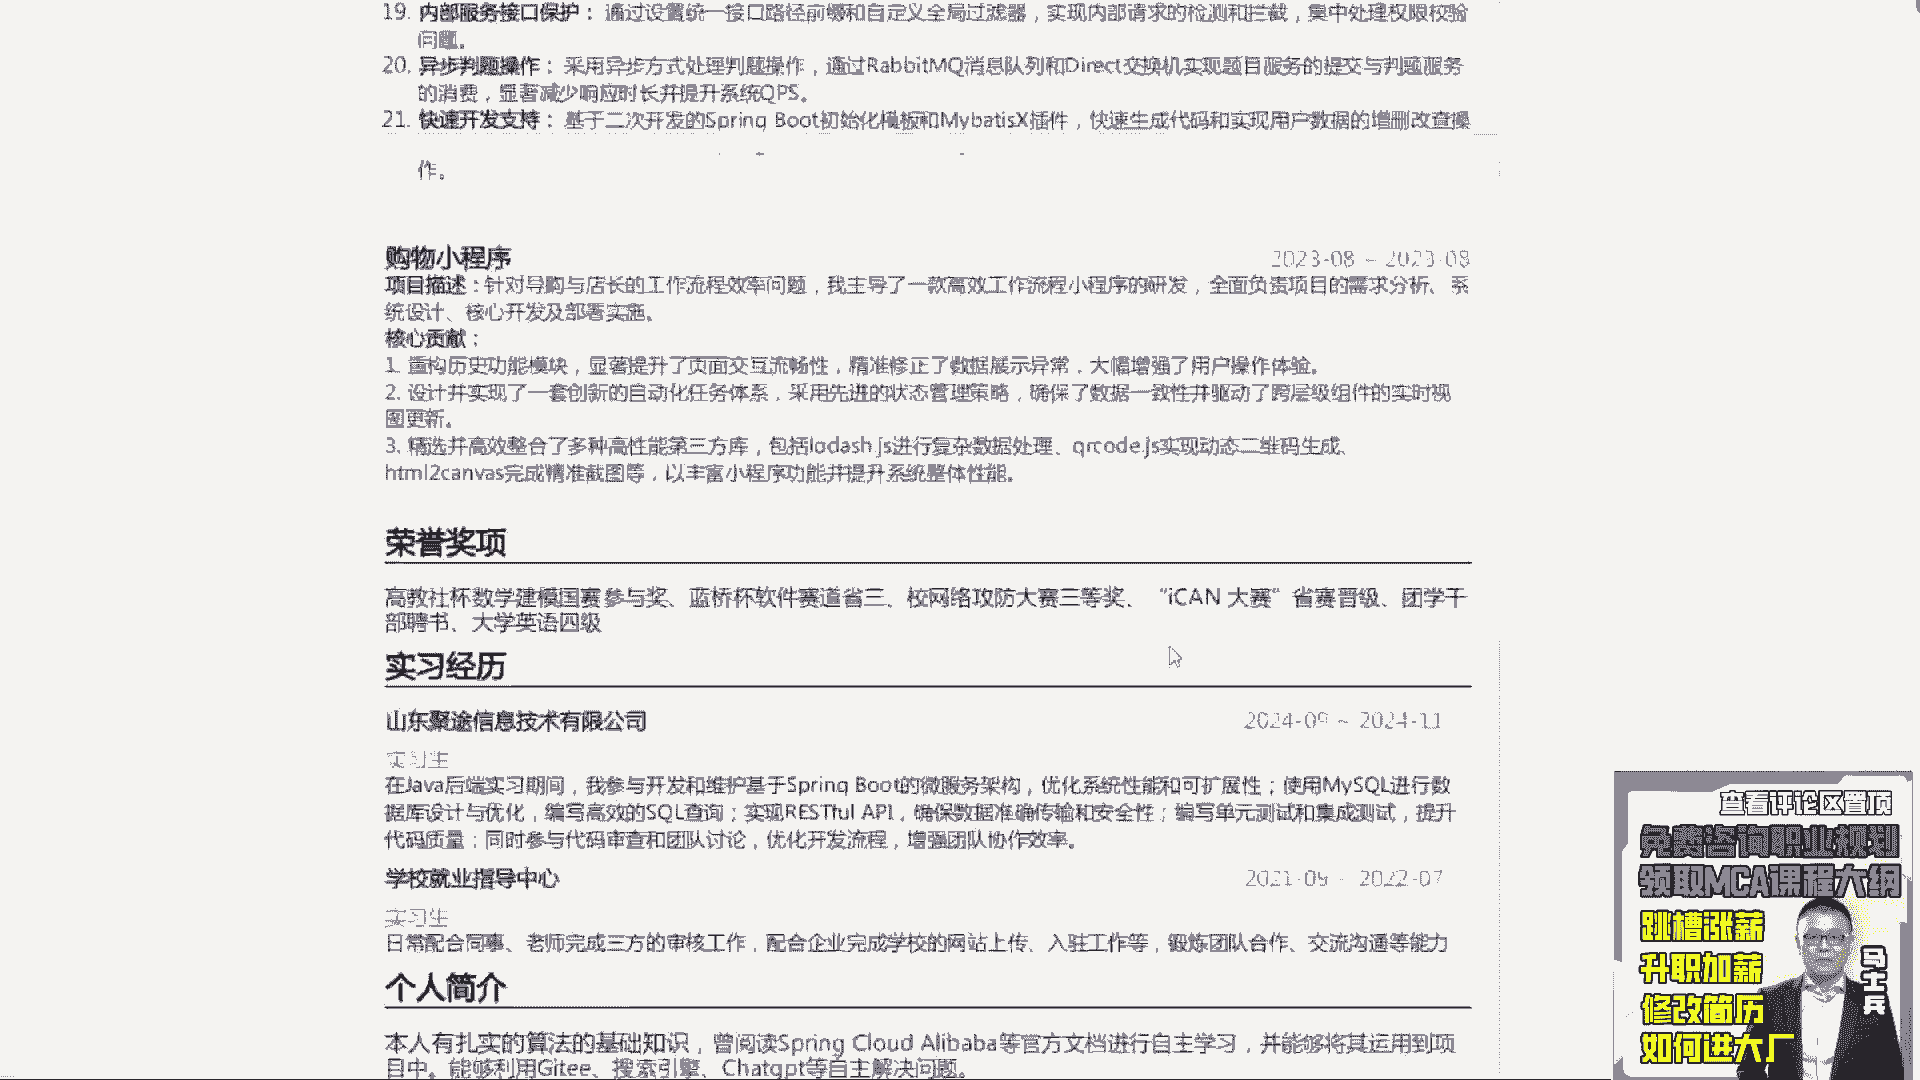 19. 内部服务接口保护： 通过设置统一接口路径前缀和自定义全局过滤器，实现内部请求的检测和拦截，集中处理权限校验
问题。
20. 异步判题操作： 采用异步方式处理判题操作，通过RabbitMQ消息队列和Direct交换机实现题目服务的提交与判题服务
的消费，显著减少响应时长并提升系统QPS。
21. 快速开发支持： 基于二次开发的Spring Boot初始化模板和MybatisX插件，快速生成代码和实现用户数据的增删改查操
作。
购物小程序 2023-08 ~ 2023-08
项目描述：针对导购与店长的工作流程效率问题，我主导了一款高效工作流程小程序的研发，全面负责项目的需求分析、系
统设计、核心开发及部署实施。
核心贡献：
1. 重构历史功能模块，显著提升了页面交互流畅性，精准修正了数据展示异常，大幅增强了用户操作体验。
2. 设计并实现了一套创新的自动化任务体系，采用先进的状态管理策略，确保了数据一致性并驱动了跨层级组件的实时视
图更新。
3. 精选并高效整合了多种高性能第三方库，包括lodash.js进行复杂数据处理、qrcode.js实现动态二维码生成、
html2canvas完成精准截图等，以丰富小程序功能并提升系统整体性能。
荣誉奖项
高教社杯数学建模国赛参与奖、蓝桥杯软件赛道省三、校网络攻防大赛三等奖、“iCAN 大赛”省赛晋级、团学干
部聘书、大学英语四级
实习经历
山东聚途信息技术有限公司 2024-09 ~ 2024-11
实习生
在Java后端实习期间，我参与开发和维护基于Spring Boot的微服务架构，优化系统性能和可扩展性；使用MySQL进行数
据库设计与优化，编写高效的SQL查询；实现RESTful API，确保数据准确传输和安全性；编写单元测试和集成测试，提升
代码质量；同时参与代码审查和团队讨论，优化开发流程，增强团队协作效率。
学校就业指导中心 2021-09 ~ 2022-07
实习生
日常配合同事、老师完成三方的审核工作，配合企业完成学校的网站上传、入驻工作等，锻炼团队合作、交流沟通等能力
个人简介
本人有扎实的算法的基础知识，曾阅读Spring Cloud Alibaba等官方文档进行自主学习，并能够将其运用到项
目中。能够利用Gitee、搜索引擎、Chatgpt等自主解决问题。
查看评论区置顶
免费咨询职业规划
领取MCA课程大纲
跳槽涨薪
升职加薪
修改简历
如何进大厂
马士兵